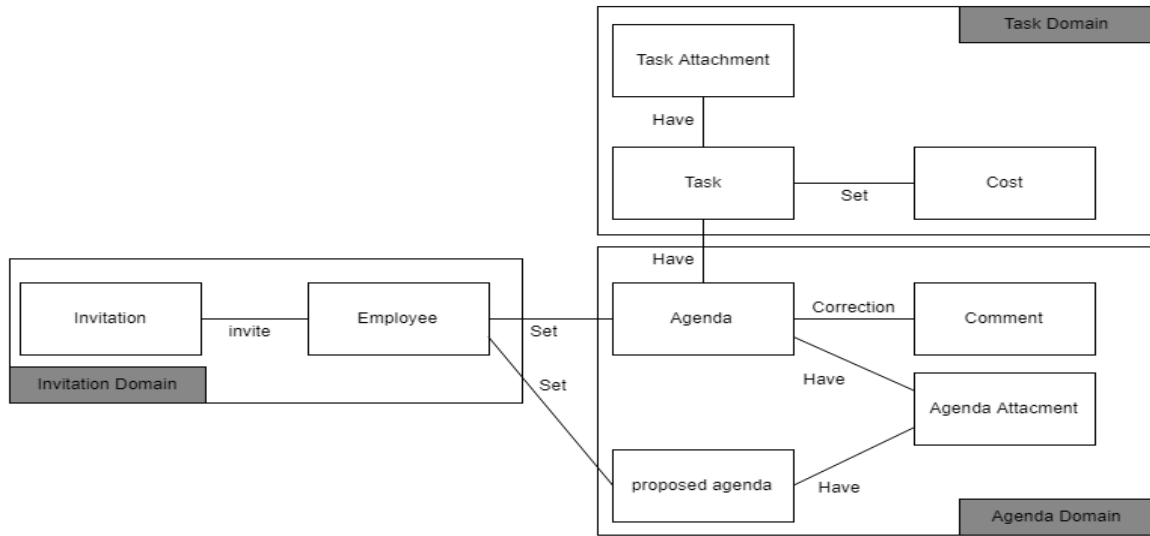 Task Domain
Task Attachment
Have
Task
Set
Cost
Have
Invitation
invite
Employee
Set
Agenda
Correction
Comment
Invitation Domain
Set
Have
Agenda Attacment
proposed agenda
Have
Agenda Domain